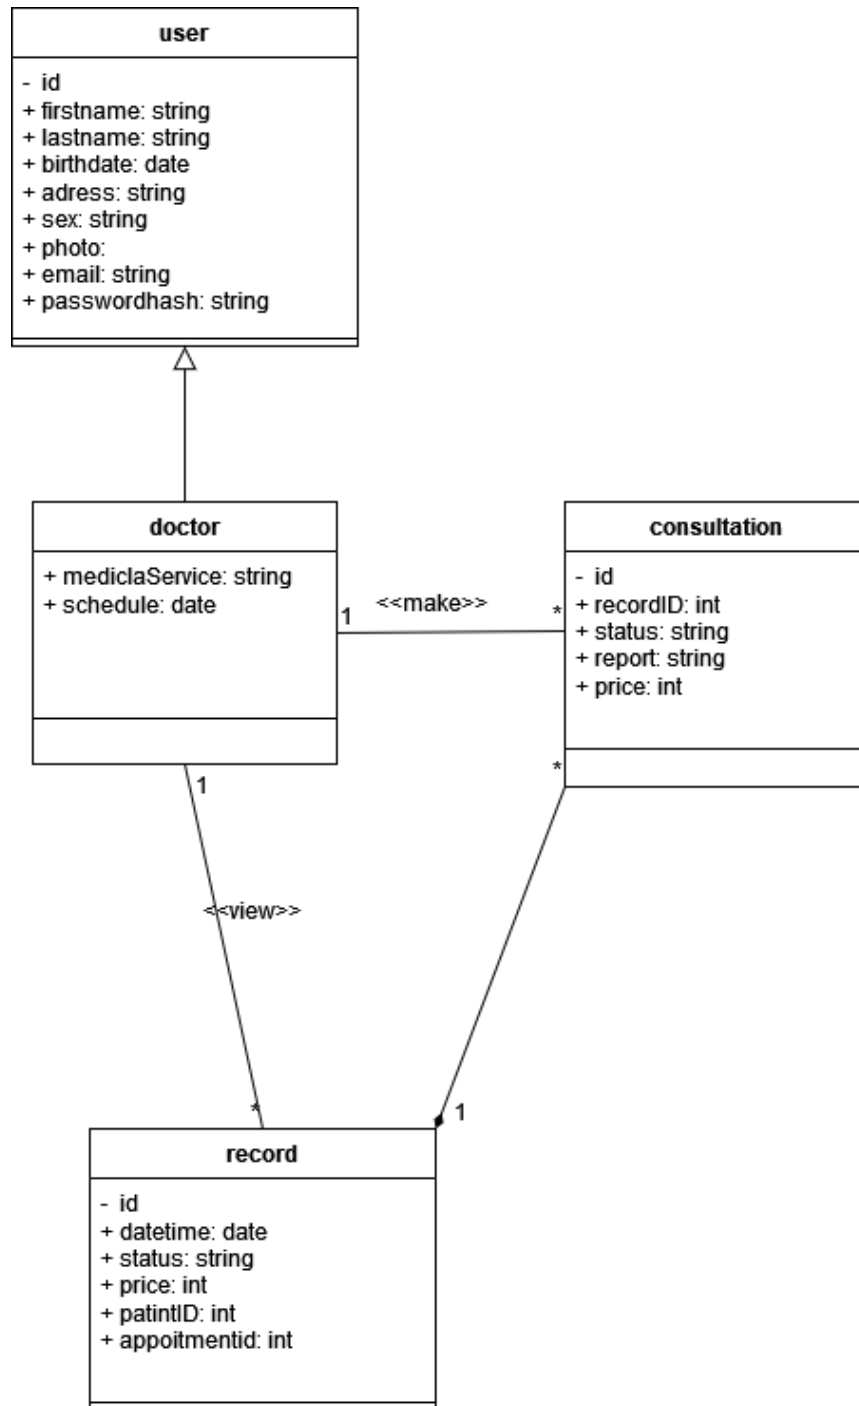 user
- id
+ firstname: string
+ lastname: string
+ birthdate: date
+ adress: string
+ sex: string
+ photo:
+ email: string
+ passwordhash: string
doctor
+ mediclaService: string
+ schedule: date
1
<<make>>
*
consultation
- id
+ recordID: int
+ status: string
+ report: string
+ price: int
*
1
<<view>>
*
1
record
- id
+ datetime: date
+ status: string
+ price: int
+ patintID: int
+ appoitmentid: int